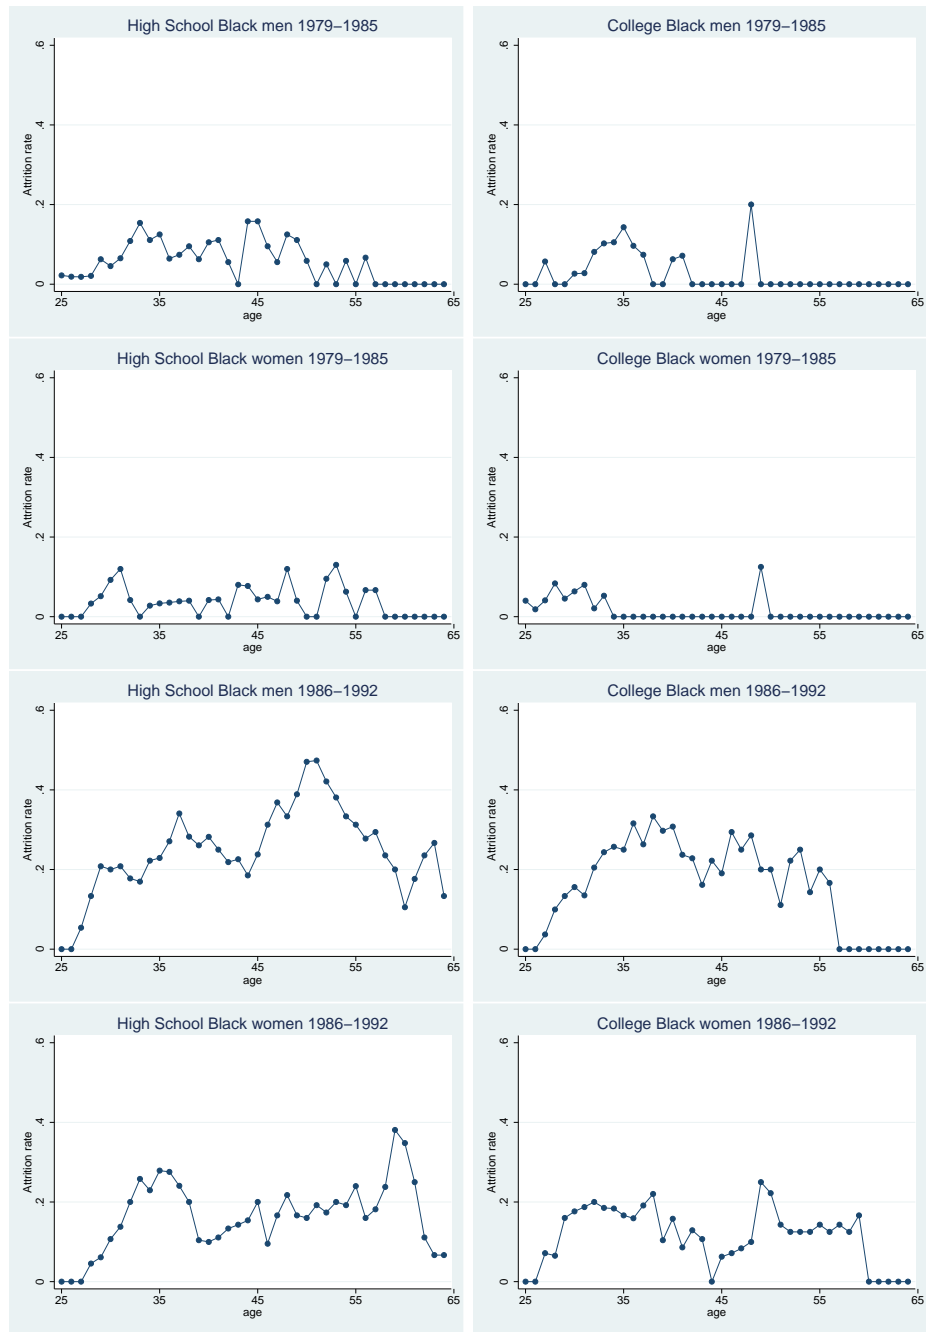 High School Black men 1979–1985
Attrition rate
0 .2 .4 .6
25 35 45 55 65
age
College Black men 1979–1985
Attrition rate
0 .2 .4 .6
25 35 45 55 65
age
High School Black women 1979–1985
Attrition rate
0 .2 .4 .6
25 35 45 55 65
age
College Black women 1979–1985
Attrition rate
0 .2 .4 .6
25 35 45 55 65
age
High School Black men 1986–1992
Attrition rate
0 .2 .4 .6
25 35 45 55 65
age
College Black men 1986–1992
Attrition rate
0 .2 .4 .6
25 35 45 55 65
age
High School Black women 1986–1992
Attrition rate
0 .2 .4 .6
25 35 45 55 65
age
College Black women 1986–1992
Attrition rate
0 .2 .4 .6
25 35 45 55 65
age